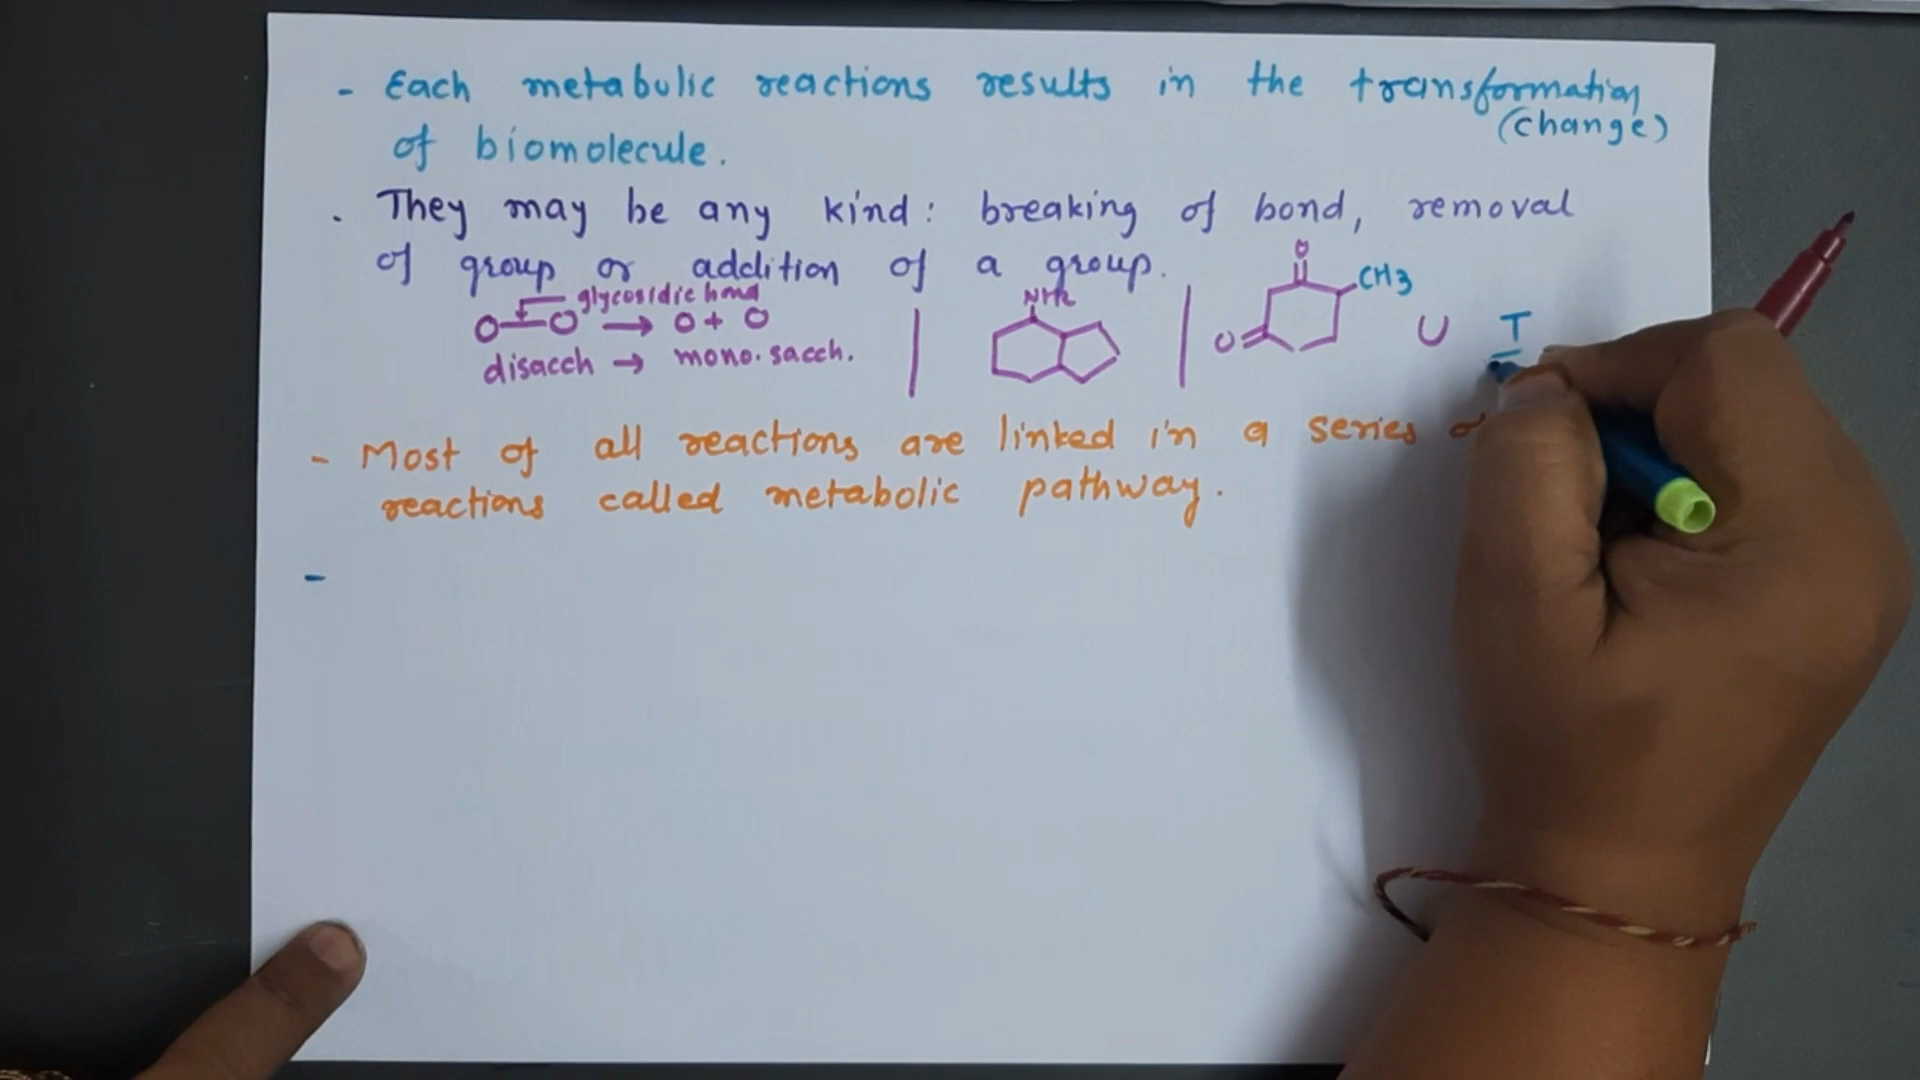 - Each metabolic reactions results in the transformation
(change)
of biomolecule.
. They may be any kind: breaking of bond, removal
of group or addition of a group.
glycosidic bond
O-O → O + O
disacch → mono. sacch.
NH2
O
CH3
O
U T
- Most of all reactions are linked in a series
reactions called metabolic pathway.
-